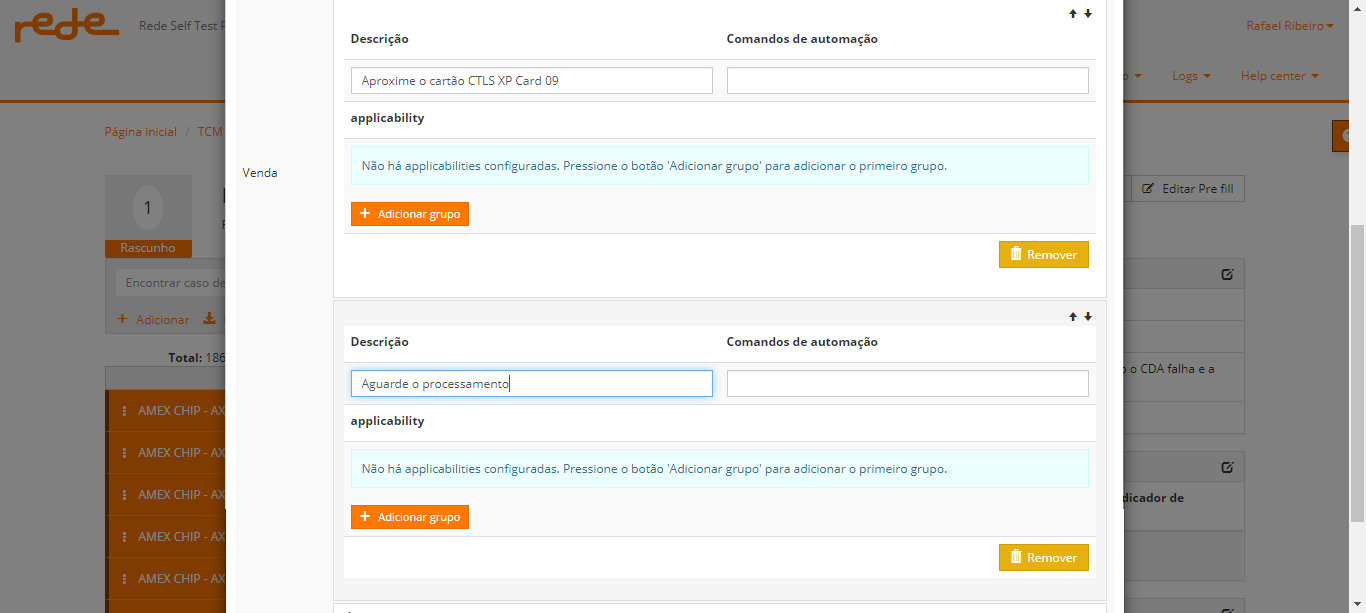 rede
Rede Self Test
Rafael Ribeiro
Logs
Help center
Página inicial / TCM
1
Rascunho
Editar Pre fill
Encontrar caso de
+ Adicionar
Total: 186
o CDA falha e a
AMEX CHIP - AX
AMEX CHIP - AX
AMEX CHIP - AX
AMEX CHIP - AX
AMEX CHIP - AX
dicador de
Venda
Descrição Comandos de automação
Aproxime o cartão CTLS XP Card 09
applicability
Não há applicabilities configuradas. Pressione o botão 'Adicionar grupo' para adicionar o primeiro grupo.
+ Adicionar grupo
Remover
Descrição Comandos de automação
Aguarde o processamento
applicability
Não há applicabilities configuradas. Pressione o botão 'Adicionar grupo' para adicionar o primeiro grupo.
+ Adicionar grupo
Remover